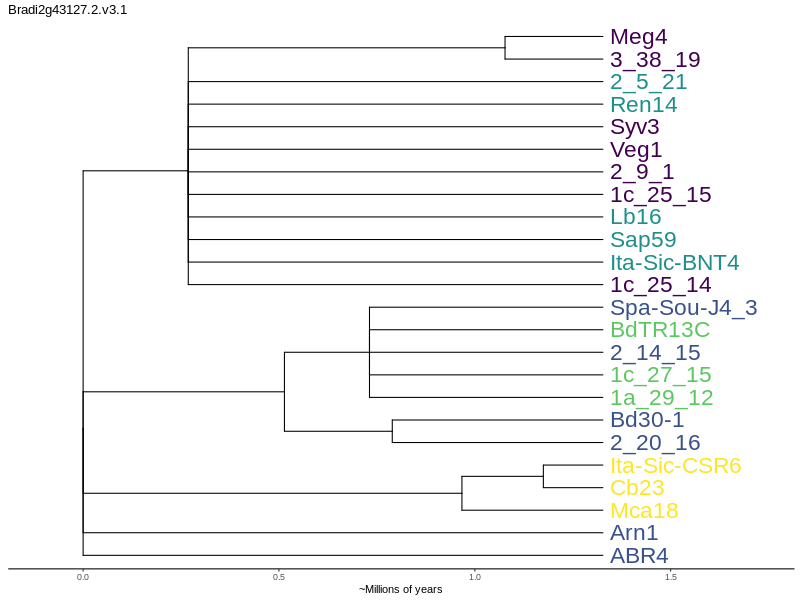 Bradi2g43127.2.v3.1
Meg4
3_38_19
2_5_21
Ren14
Syv3
Veg1
2_9_1
1c_25_15
Lb16
Sap59
Ita-Sic-BNT4
1c_25_14
Spa-Sou-J4_3
BdTR13C
2_14_15
1c_27_15
1a_29_12
Bd30-1
2_20_16
Ita-Sic-CSR6
Cb23
Mca18
Arn1
ABR4
0.0 0.5 1.0 1.5
~Millions of years